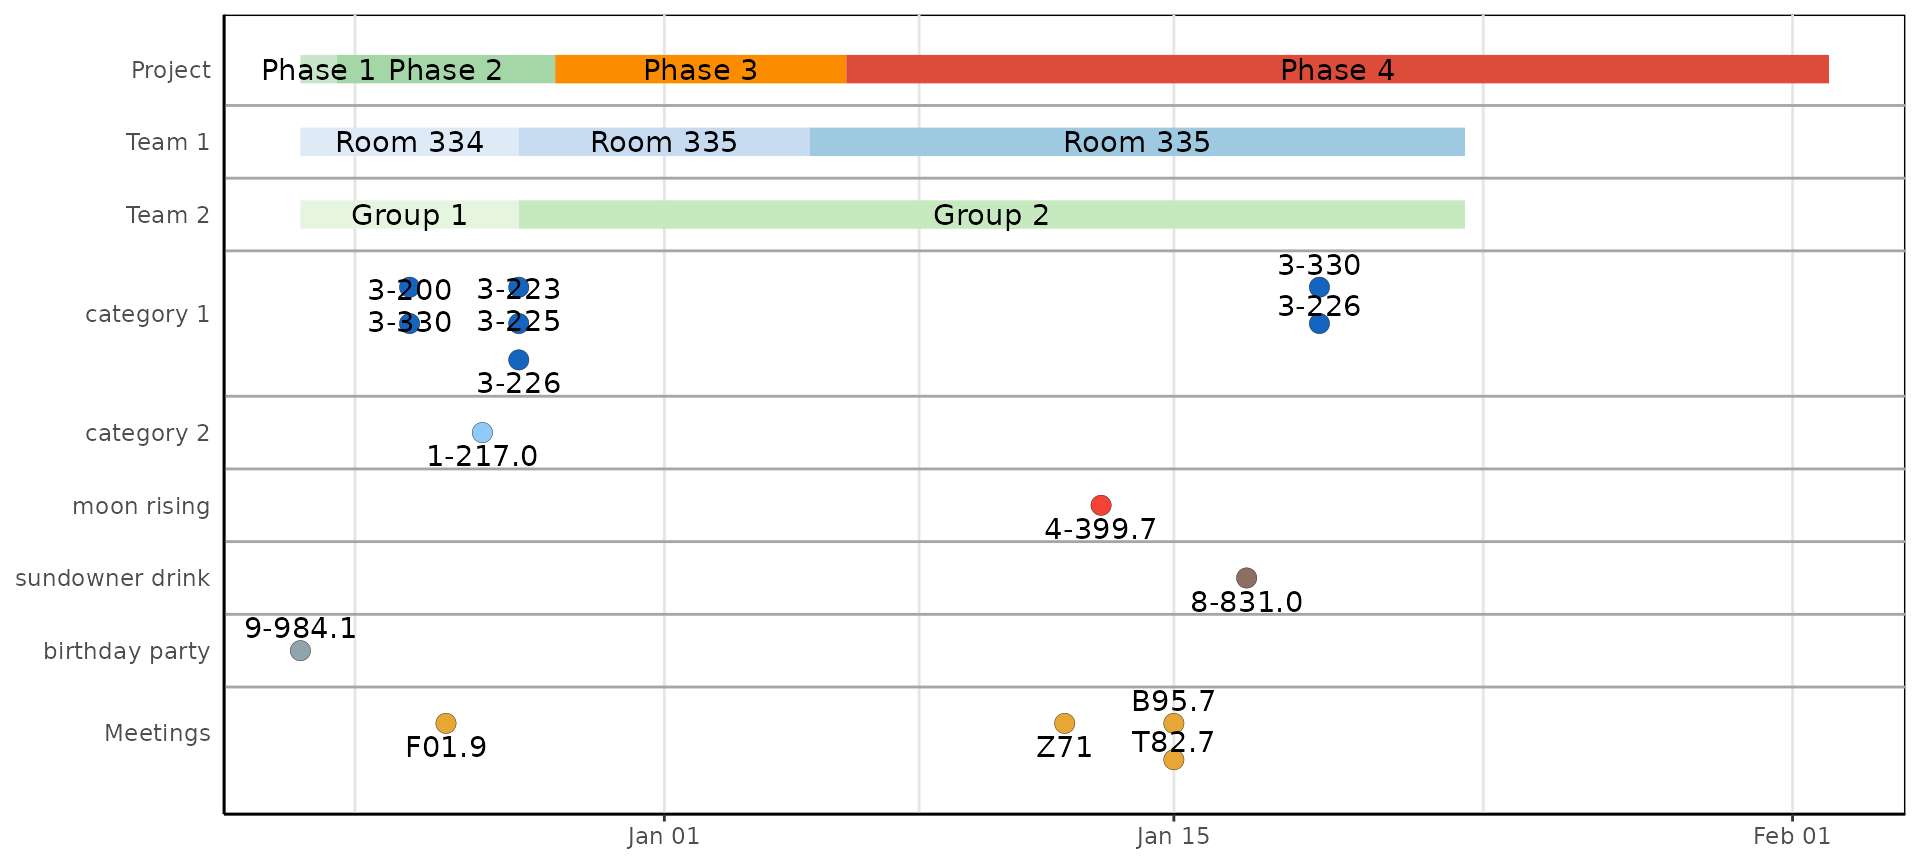 Project
Phase 1
Phase 2
Phase 3
Phase 4
Team 1
Room 334
Room 335
Room 335
Team 2
Group 1
Group 2
category 1
3-200
3-223
3-330
3-330
3-225
3-226
3-226
category 2
1-217.0
moon rising
4-399.7
sundowner drink
8-831.0
birthday party
9-984.1
Meetings
F01.9
Z71
B95.7
T82.7
Jan 01
Jan 15
Feb 01